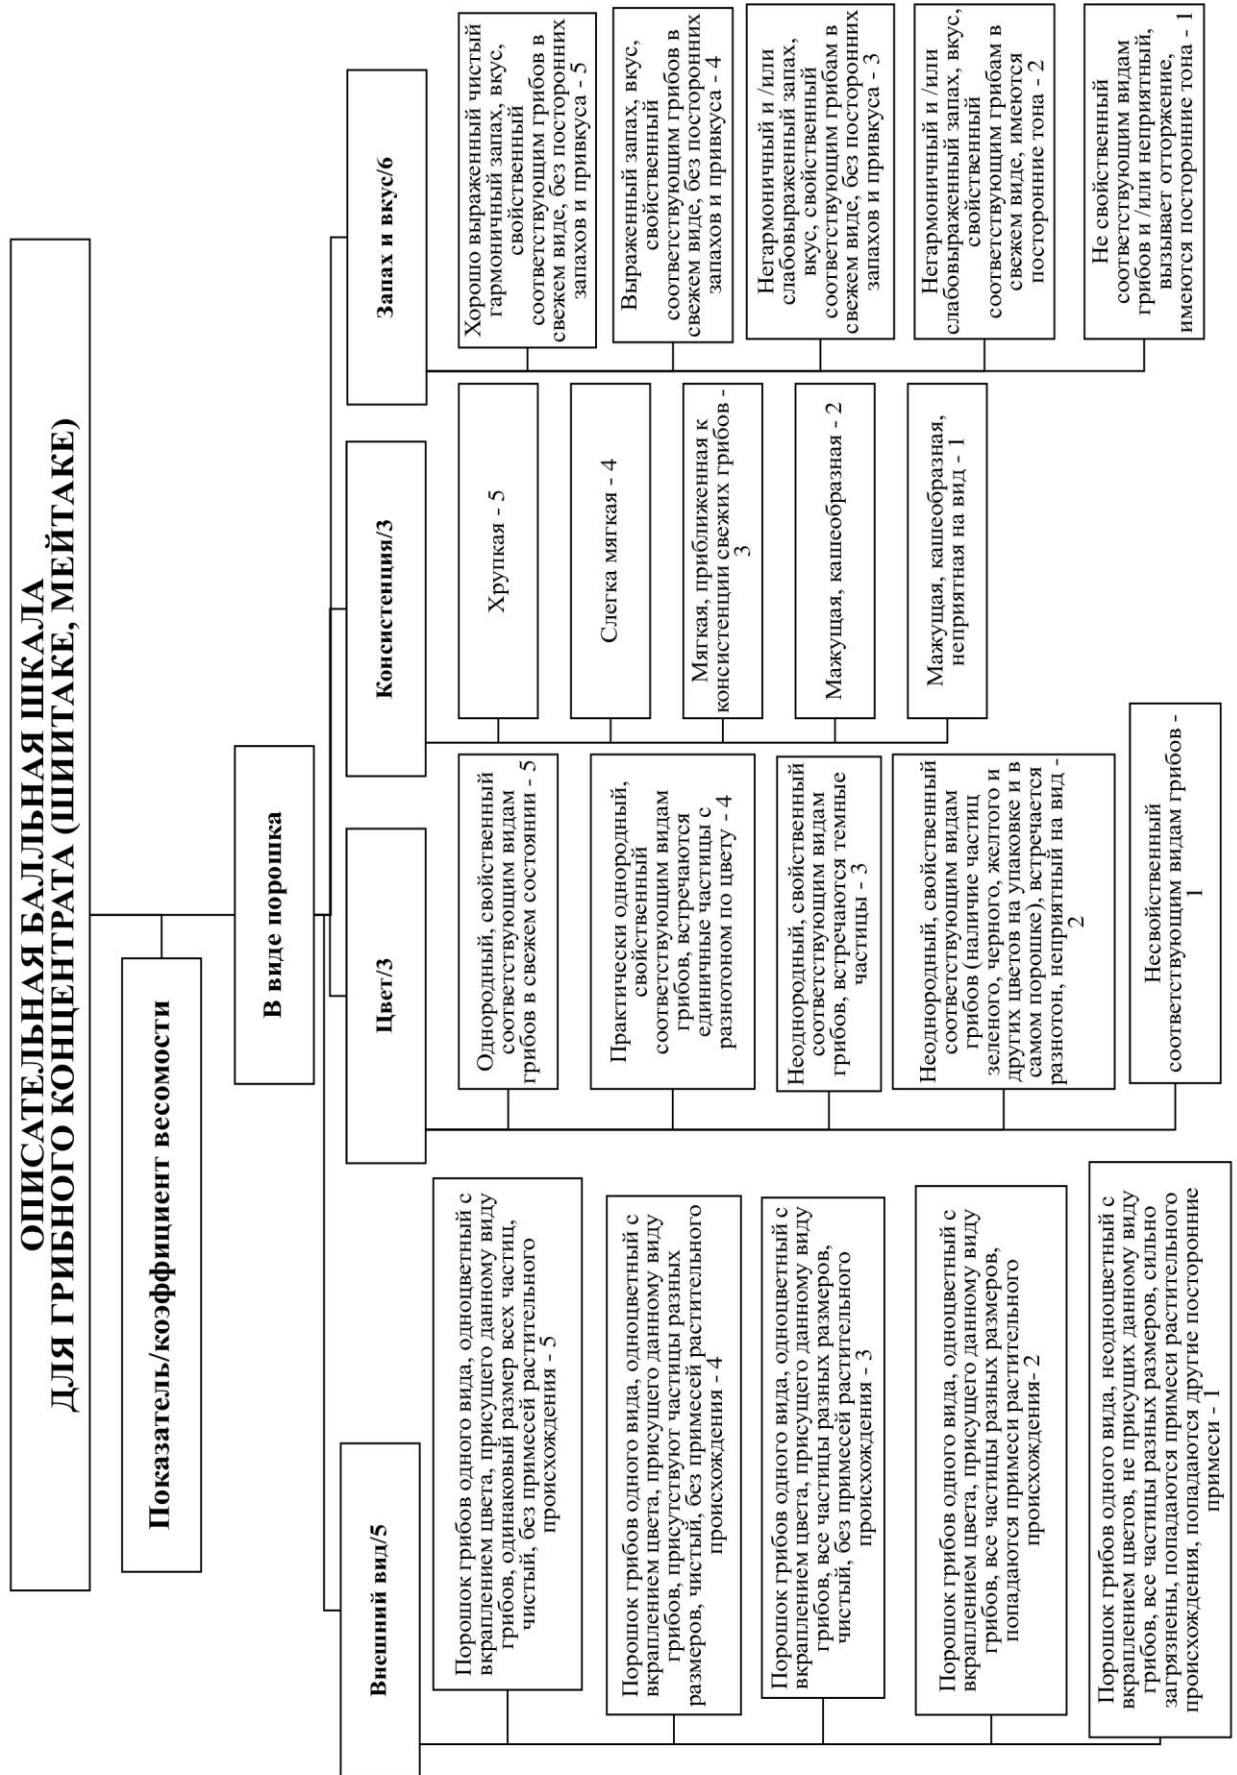 ОПИСАТЕЛЬНАЯ БАЛЛЬНАЯ ШКАЛА
ДЛЯ ГРИБНОГО КОНЦЕНТРАТА (ШИИТАКЕ, МЕЙТАКЕ)
Показатель/коэффициент весомости
В виде порошка
Внешний вид/5
Порошок грибов одного вида, одноцветный с
вкраплением цвета, присущего данному виду
грибов, одинаковый размер всех частиц,
чистый, без примесей растительного
происхождения - 5
Порошок грибов одного вида, одноцветный с
вкраплением цвета, присущего данному виду
грибов, присутствуют частицы разных
размеров, чистый, без примесей растительного
происхождения - 4
Порошок грибов одного вида, одноцветный с
вкраплением цвета, присущего данному виду
грибов, все частицы разных размеров,
чистый, без примесей растительного
происхождения - 3
Порошок грибов одного вида, одноцветный с
вкраплением цвета, присущего данному виду
грибов, все частицы разных размеров,
попадаются примеси растительного
происхождения- 2
Порошок грибов одного вида, неодноцветный с
вкраплением цветов, не присущих данному виду
грибов, все частицы разных размеров, сильно
загрязнены, попадаются примеси растительного
происхождения, попадаются другие посторонние
примеси - 1
Цвет/3
Однородный, свойственный
соответствующим видам
грибов в свежем состоянии - 5
Практически однородный,
свойственный
соответствующим видам
грибов, встречаются
единичные частицы с
разнотоном по цвету - 4
Неоднородный, свойственный
соответствующим видам
грибов, встречаются темные
частицы - 3
Неоднородный, свойственный
соответствующим видам
грибов (наличие частиц
зеленого, черного, желтого и
других цветов на упаковке и в
самом порошке), встречается
разнотон, неприятный на вид -
2
Несвойственный
соответствующим видам грибов -
1
Консистенция/3
Хрупкая - 5
Слегка мягкая - 4
Мягкая, приближенная к
консистенции свежих грибов -
3
Мажущая, кашеобразная - 2
Мажущая, кашеобразная,
неприятная на вид - 1
Запах и вкус/6
Хорошо выраженный чистый
гармоничный запах, вкус,
свойственный
соответствующим грибов в
свежем виде, без посторонних
запахов и привкуса - 5
Выраженный запах, вкус,
свойственный
соответствующим грибов в
свежем виде, без посторонних
запахов и привкуса - 4
Негармоничный и /или
слабовыраженный запах,
вкус, свойственный
соответствующим грибам в
свежем виде, без посторонних
запахов и привкуса - 3
Негармоничный и /или
слабовыраженный запах, вкус,
свойственный
соответствующим грибам в
свежем виде, имеются
посторонние тона - 2
Не свойственный
соответствующим видам
грибов и /или неприятный,
вызывает отторжение,
имеются посторонние тона - 1